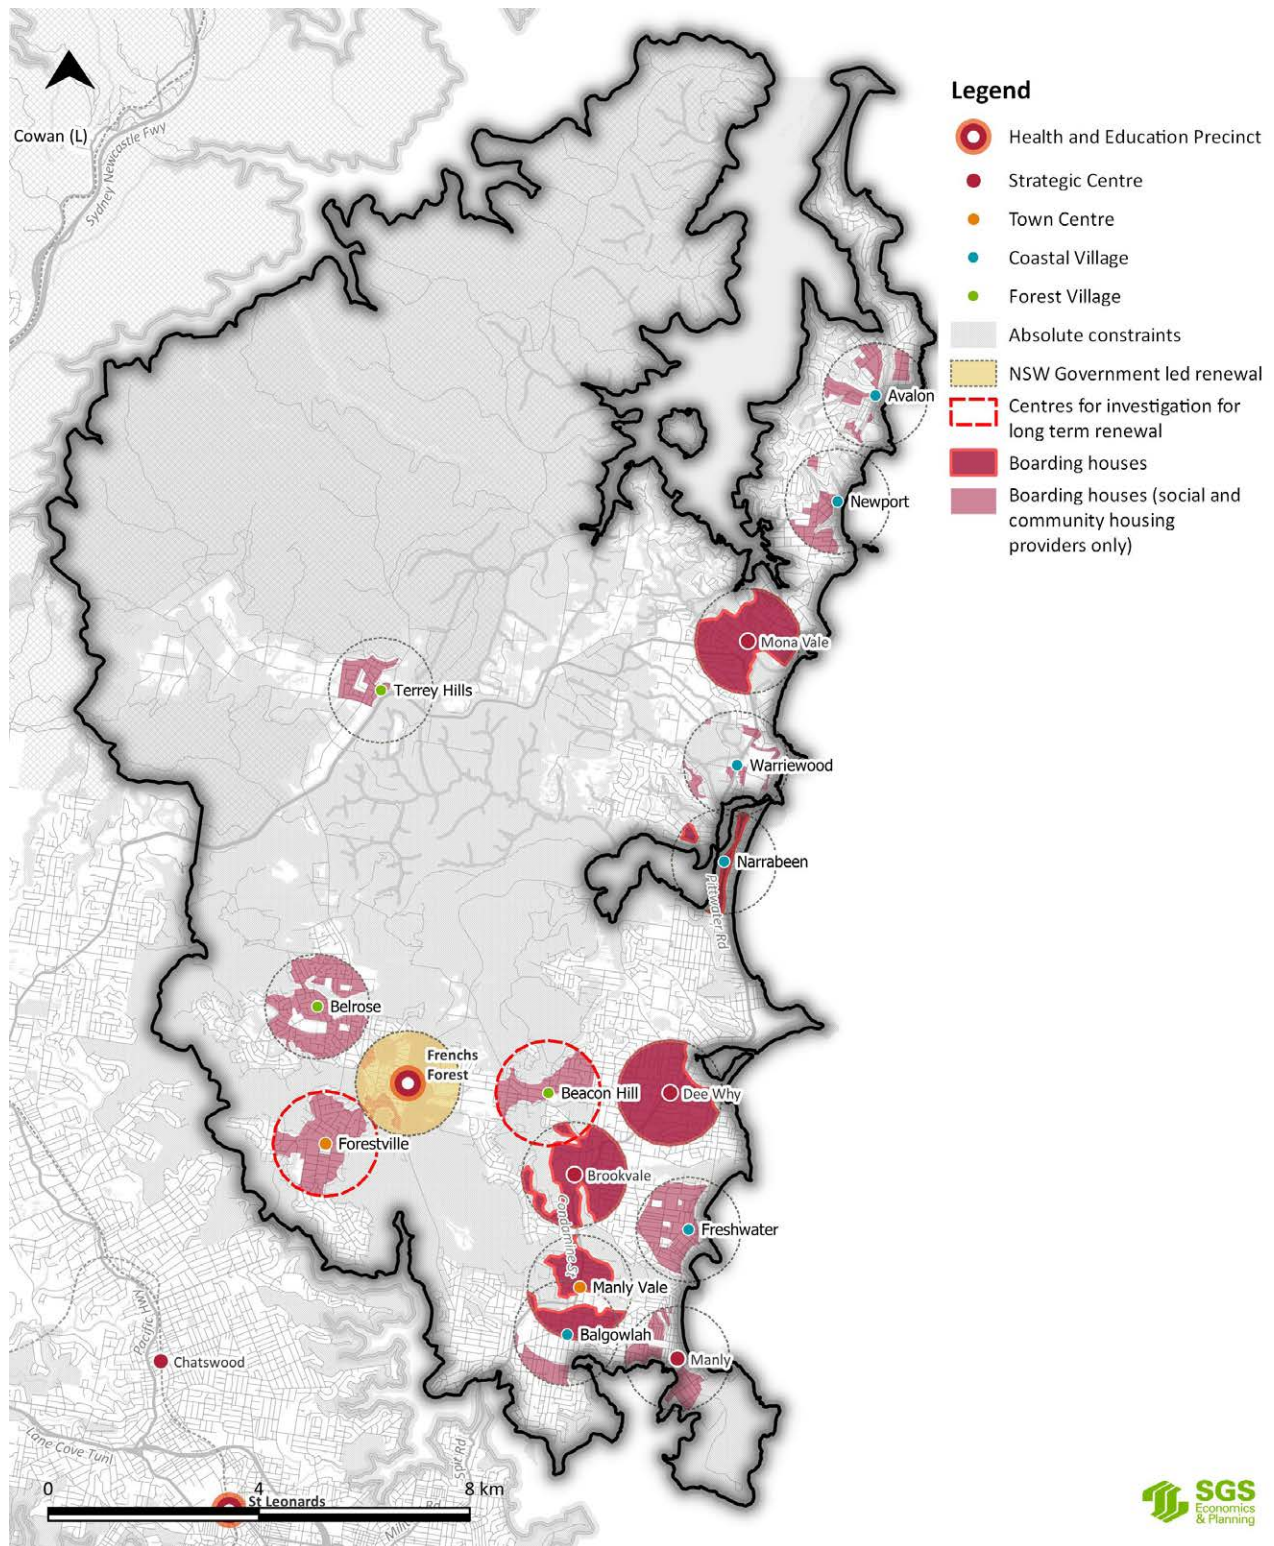 Cowan (L)
Sydney Newcastle Fwy
Legend
Health and Education Precinct
Strategic Centre
Town Centre
Coastal Village
Forest Village
Absolute constraints
NSW Government led renewal
Centres for investigation for
long term renewal
Boarding houses
Boarding houses (social and
community housing
providers only)
Avalon
Newport
Mona Vale
Terrey Hills
Warriewood
Narrabeen
Pittwater Rd
Belrose
Frenchs
Forest
Beacon Hill
Dee Why
Forestville
Brookvale
Condamine St
Freshwater
Manly Vale
Balgowlah
Manly
Pacific Hwy
Chatswood
Lane Cove Tunl
Spit Rd
0 4 8 km
St Leonards
Rd
SGS
Economics
& Planning